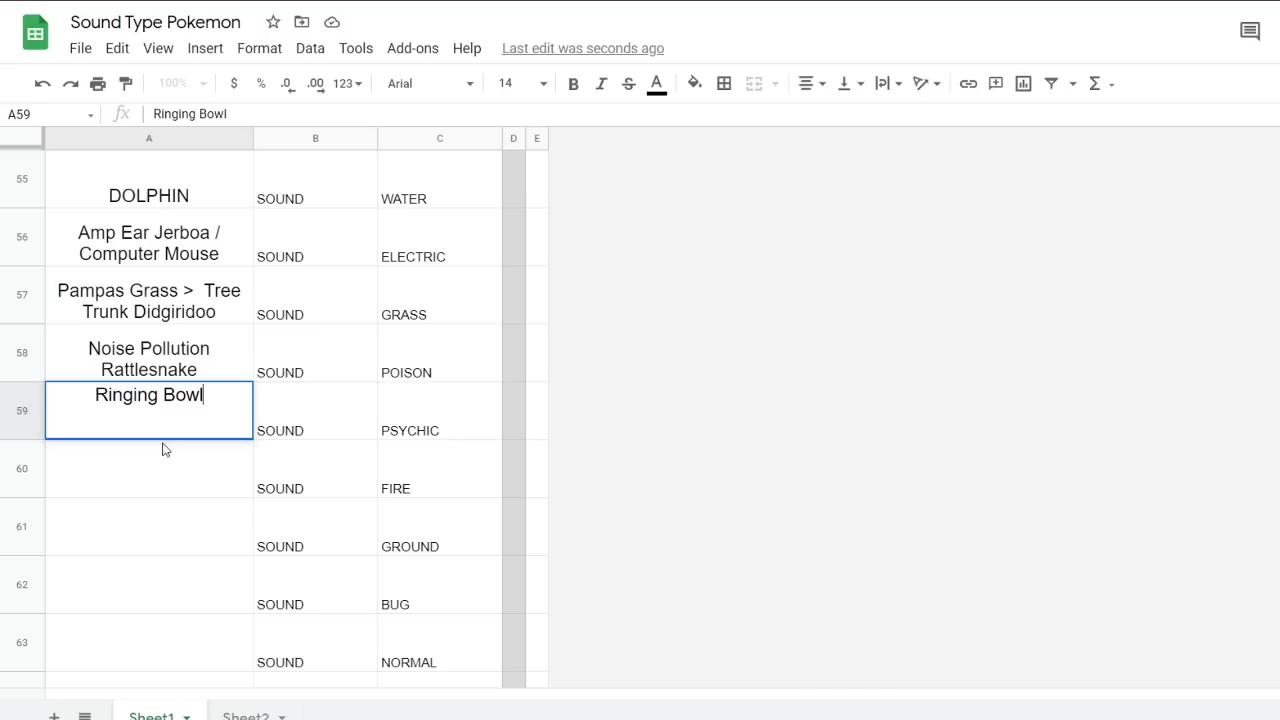 Sound Type Pokemon
File Edit View Insert Format Data Tools Add-ons Help Last edit was seconds ago
100% $ % .0 .00 123 Arial 14 B I S A
A59 fx Ringing Bowl
A B C D E
55 DOLPHIN SOUND WATER
Amp Ear Jerboa /
56 Computer Mouse SOUND ELECTRIC
Pampas Grass > Tree
57 Trunk Didgiridoo SOUND GRASS
Noise Pollution
58 Rattlesnake SOUND POISON
Ringing Bowl
59 SOUND PSYCHIC
60 SOUND FIRE
61 SOUND GROUND
62 SOUND BUG
63 SOUND NORMAL
+ Sheet1 Sheet2